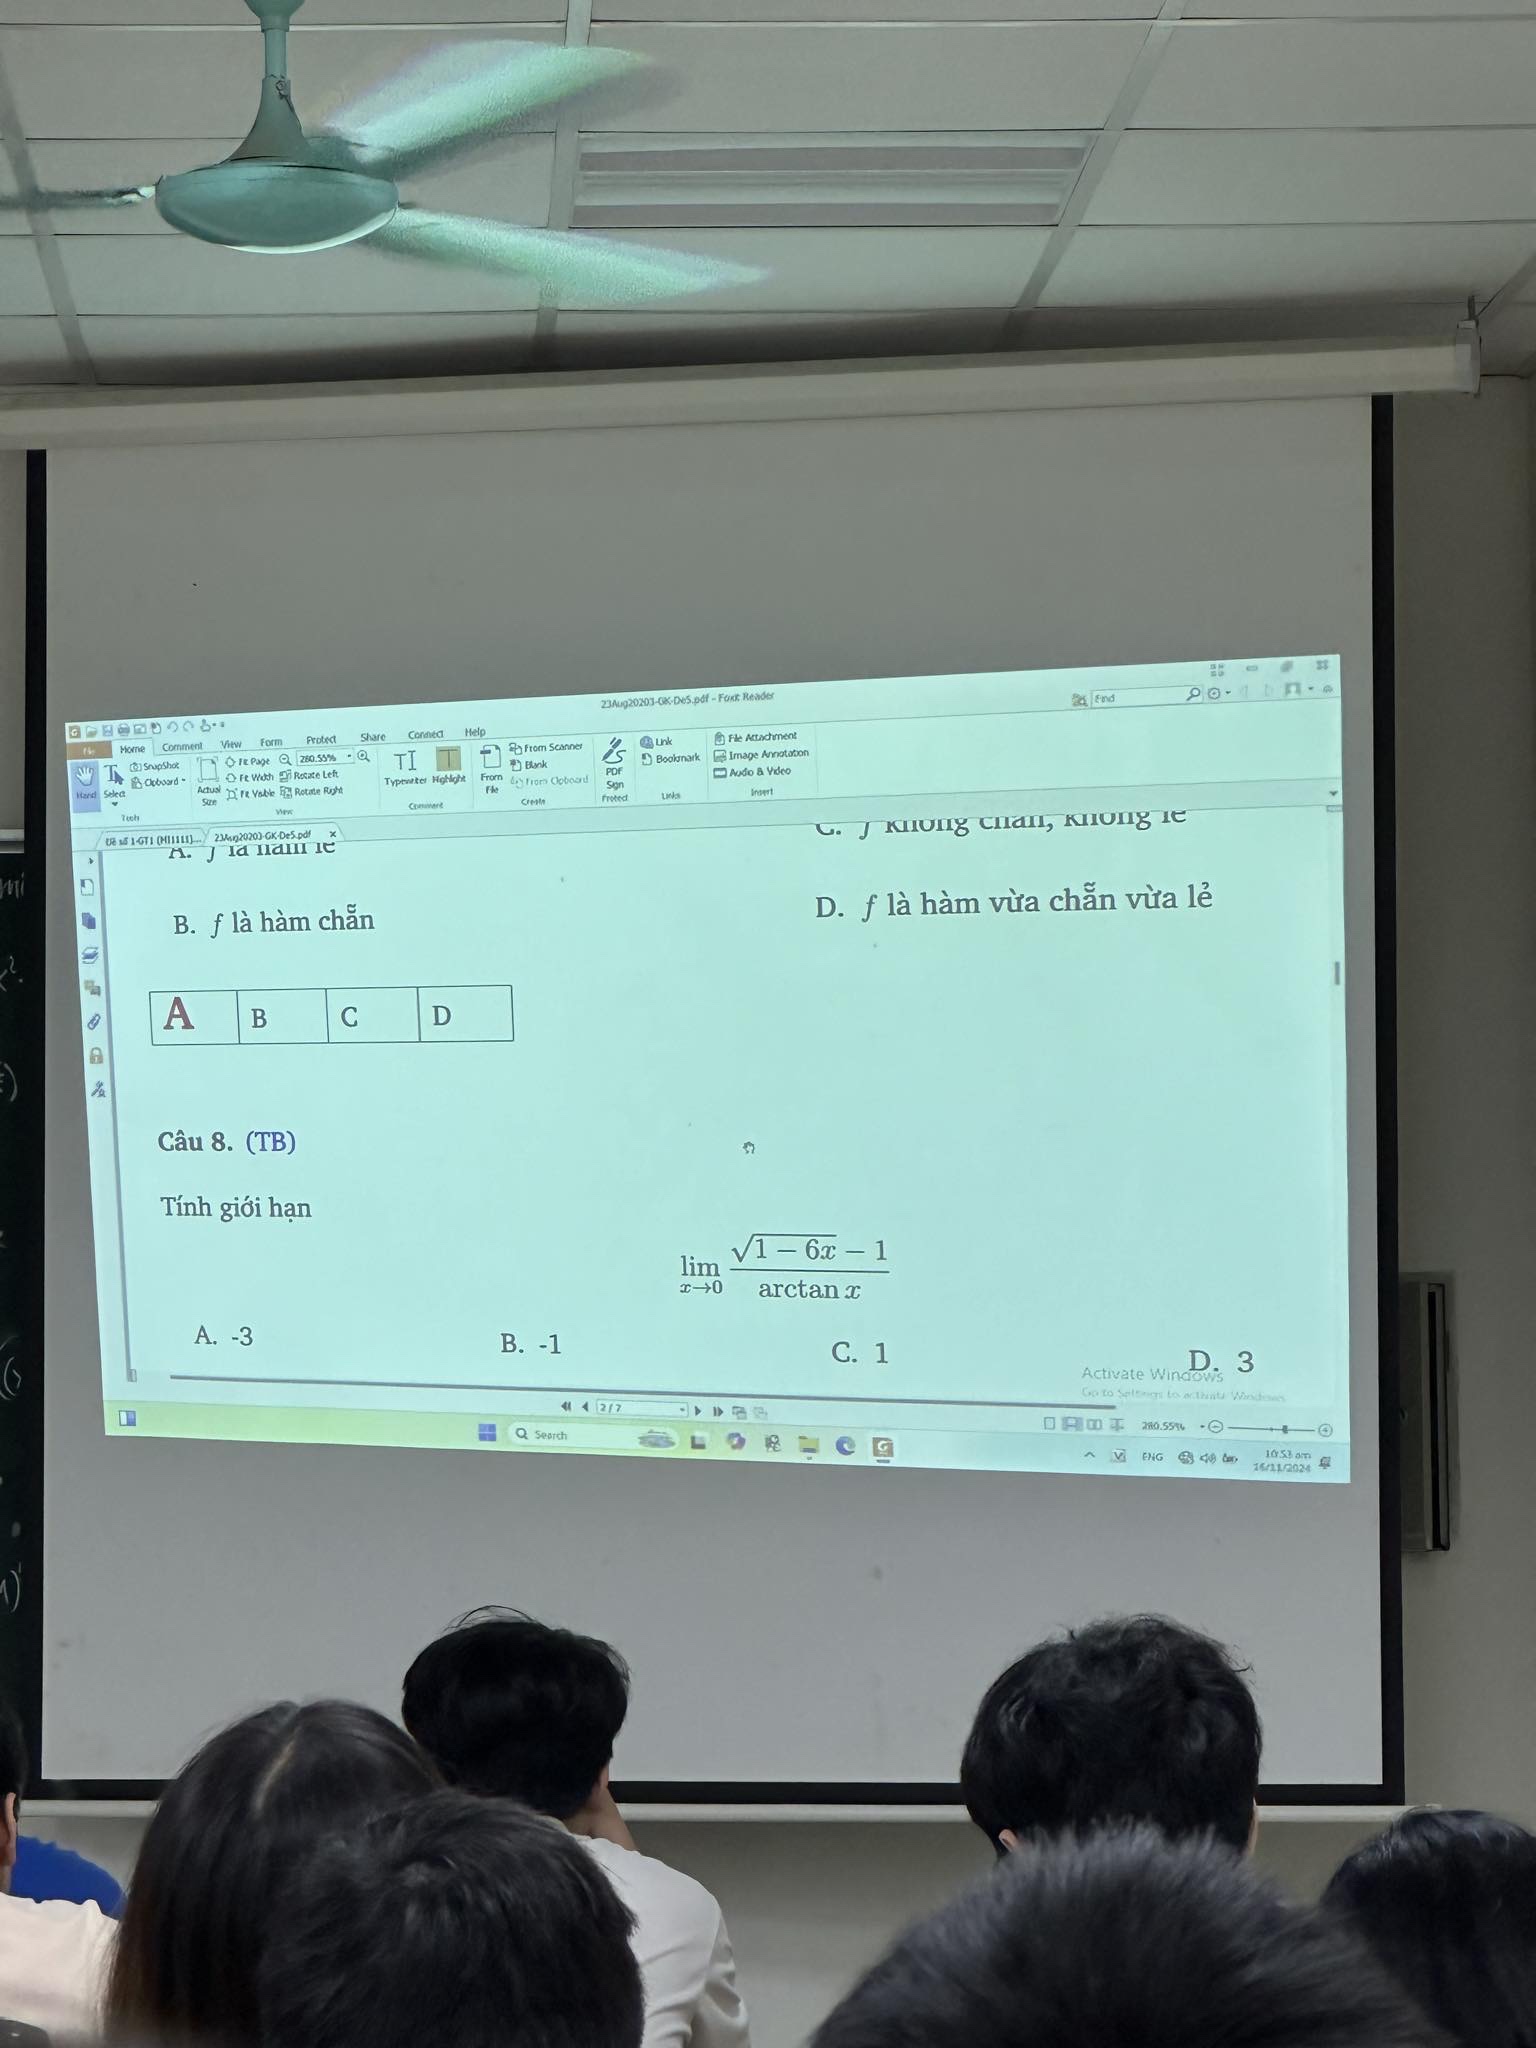 23Aug20203-GK-De5.pdf - Foxit Reader
Find
File Home Comment View Form Protect Share Connect Help
Hand
Select
SnapShot
Clipboard
Tools
Actual Size
Fit Page
Fit Width
Fit Visible
280.55%
Rotate Left
Rotate Right
View
Typewriter Highlight
Comment
From File
From Scanner
Blank
From Clipboard
Create
PDF Sign
Protect
Link
Bookmark
Links
File Attachment
Image Annotation
Audio & Video
Insert
Đề số 1-GT1 (MI1111)... 23Aug20203-GK-De5.pdf ×
A. f là hàm lẻ
C. f không chẵn, không lẻ
B. f là hàm chẵn
D. f là hàm vừa chẵn vừa lẻ
A B C D
Câu 8. (TB)
Tính giới hạn
lim x→0 √1 − 6x − 1 / arctan x
A. -3 B. -1 C. 1 D. 3
Activate Windows
Go to Settings to activate Windows.
2 / 7
280.55%
Search
ENG
10:53 am
16/11/2024